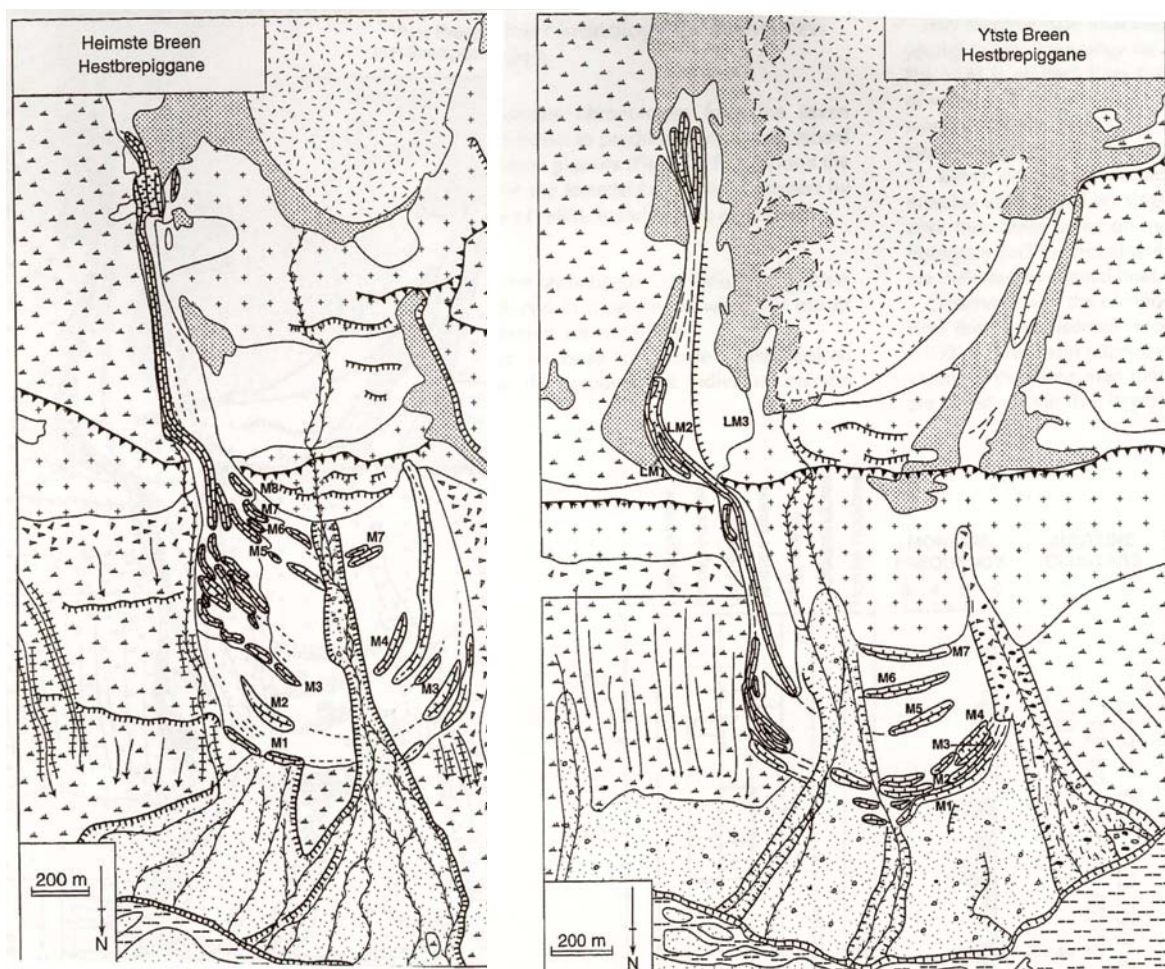 Heimste Breen
Hestbrepiggane
M8
M7
M6
M5
M7
M4
M3
M3
M2
M1
200 m
N
Ytste Breen
Hestbrepiggane
LM2
LM3
LM1
M7
M6
M5
M4
M3
M2
M1
200 m
N